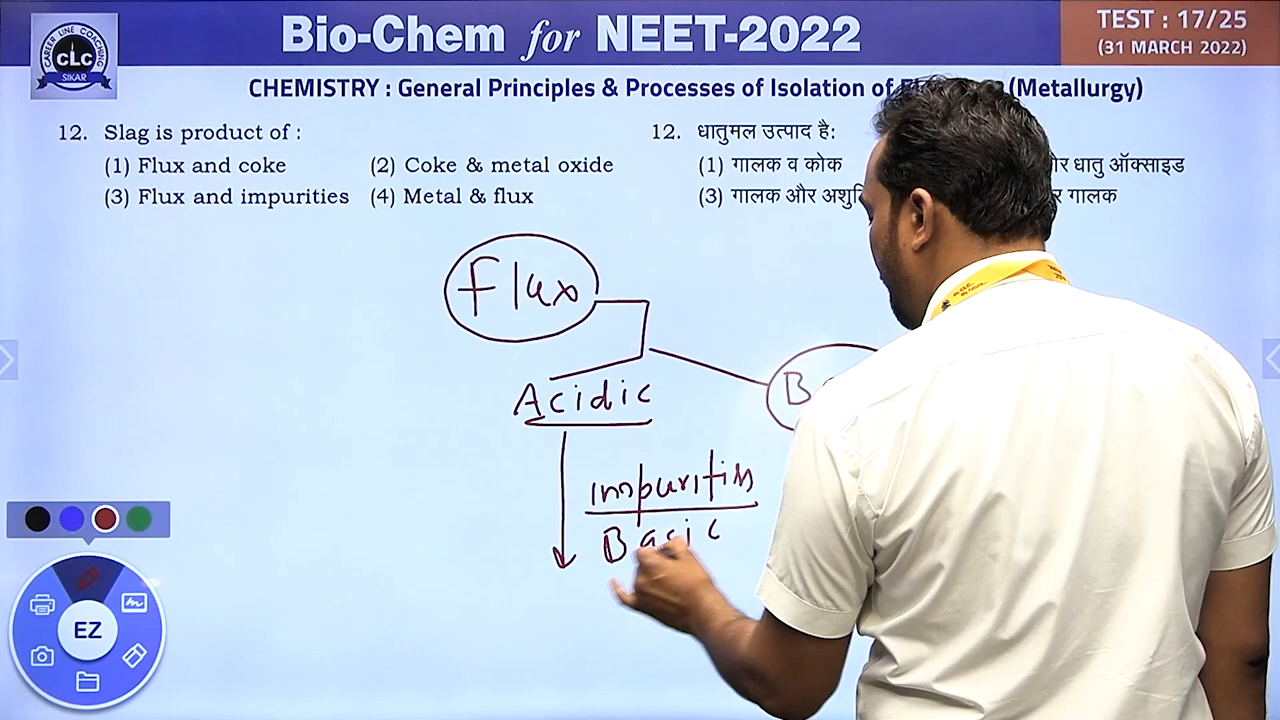 Bio-Chem for NEET-2022
TEST : 17/25
(31 MARCH 2022)
CAREER LINE COACHING
CLC
SIKAR
CHEMISTRY : General Principles & Processes of Isolation of (Metallurgy)
12. Slag is product of :
(1) Flux and coke (2) Coke & metal oxide
(3) Flux and impurities (4) Metal & flux
12. धातुमल उत्पाद है:
(1) गालक व कोक धातु ऑक्साइड
(3) गालक और गालक
Flux
Acidic
B
Impurities
Basic
EZ